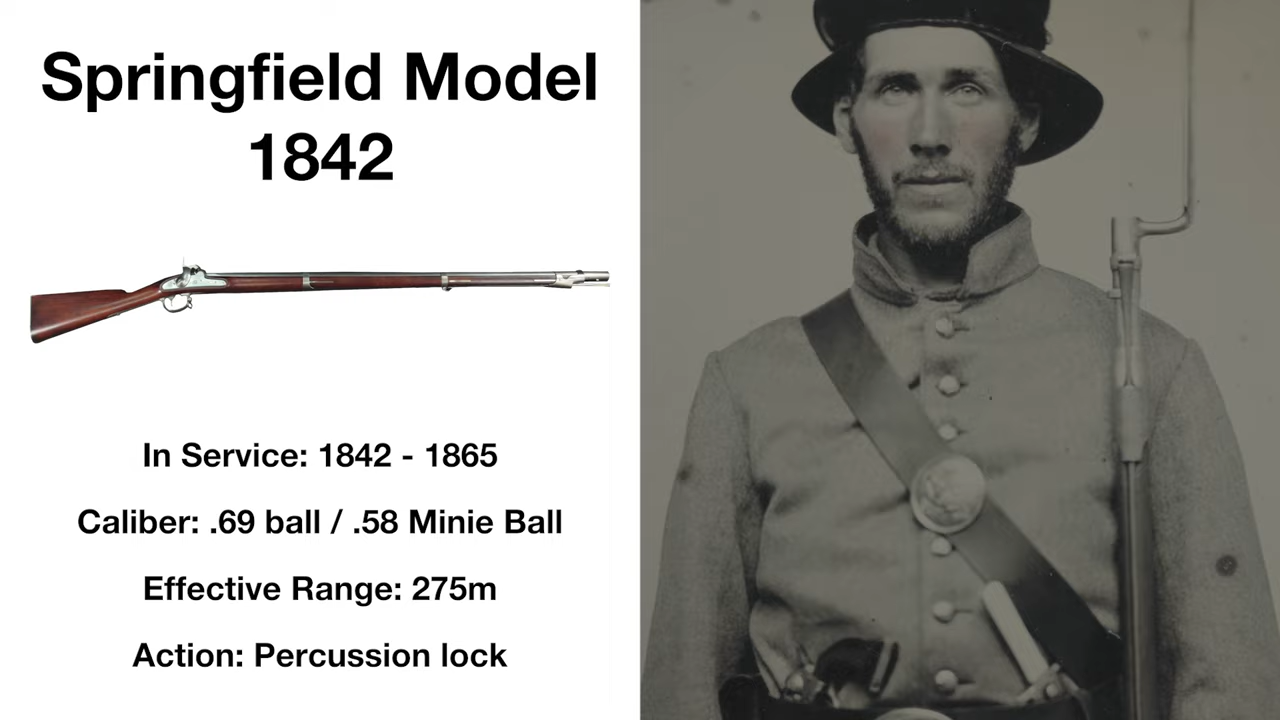 Springfield Model
1842
In Service: 1842 - 1865
Caliber: .69 ball / .58 Minie Ball
Effective Range: 275m
Action: Percussion lock